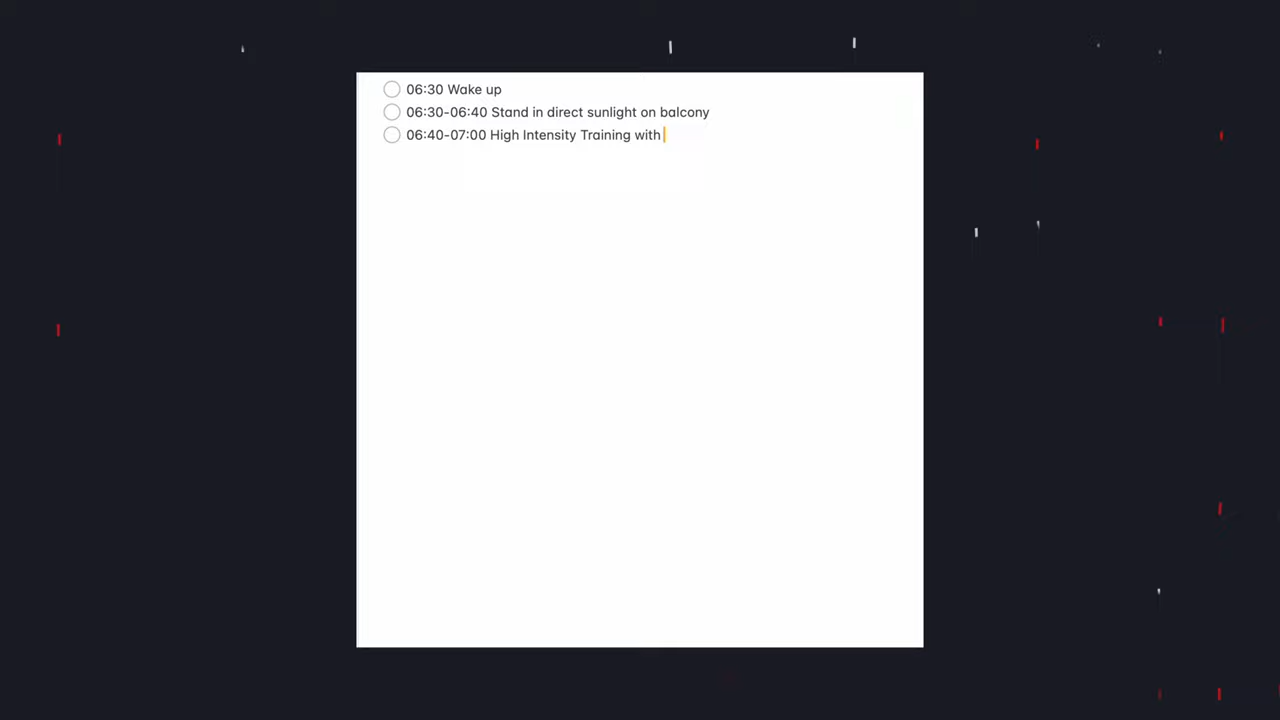 06:30 Wake up
06:30-06:40 Stand in direct sunlight on balcony
06:40-07:00 High Intensity Training with